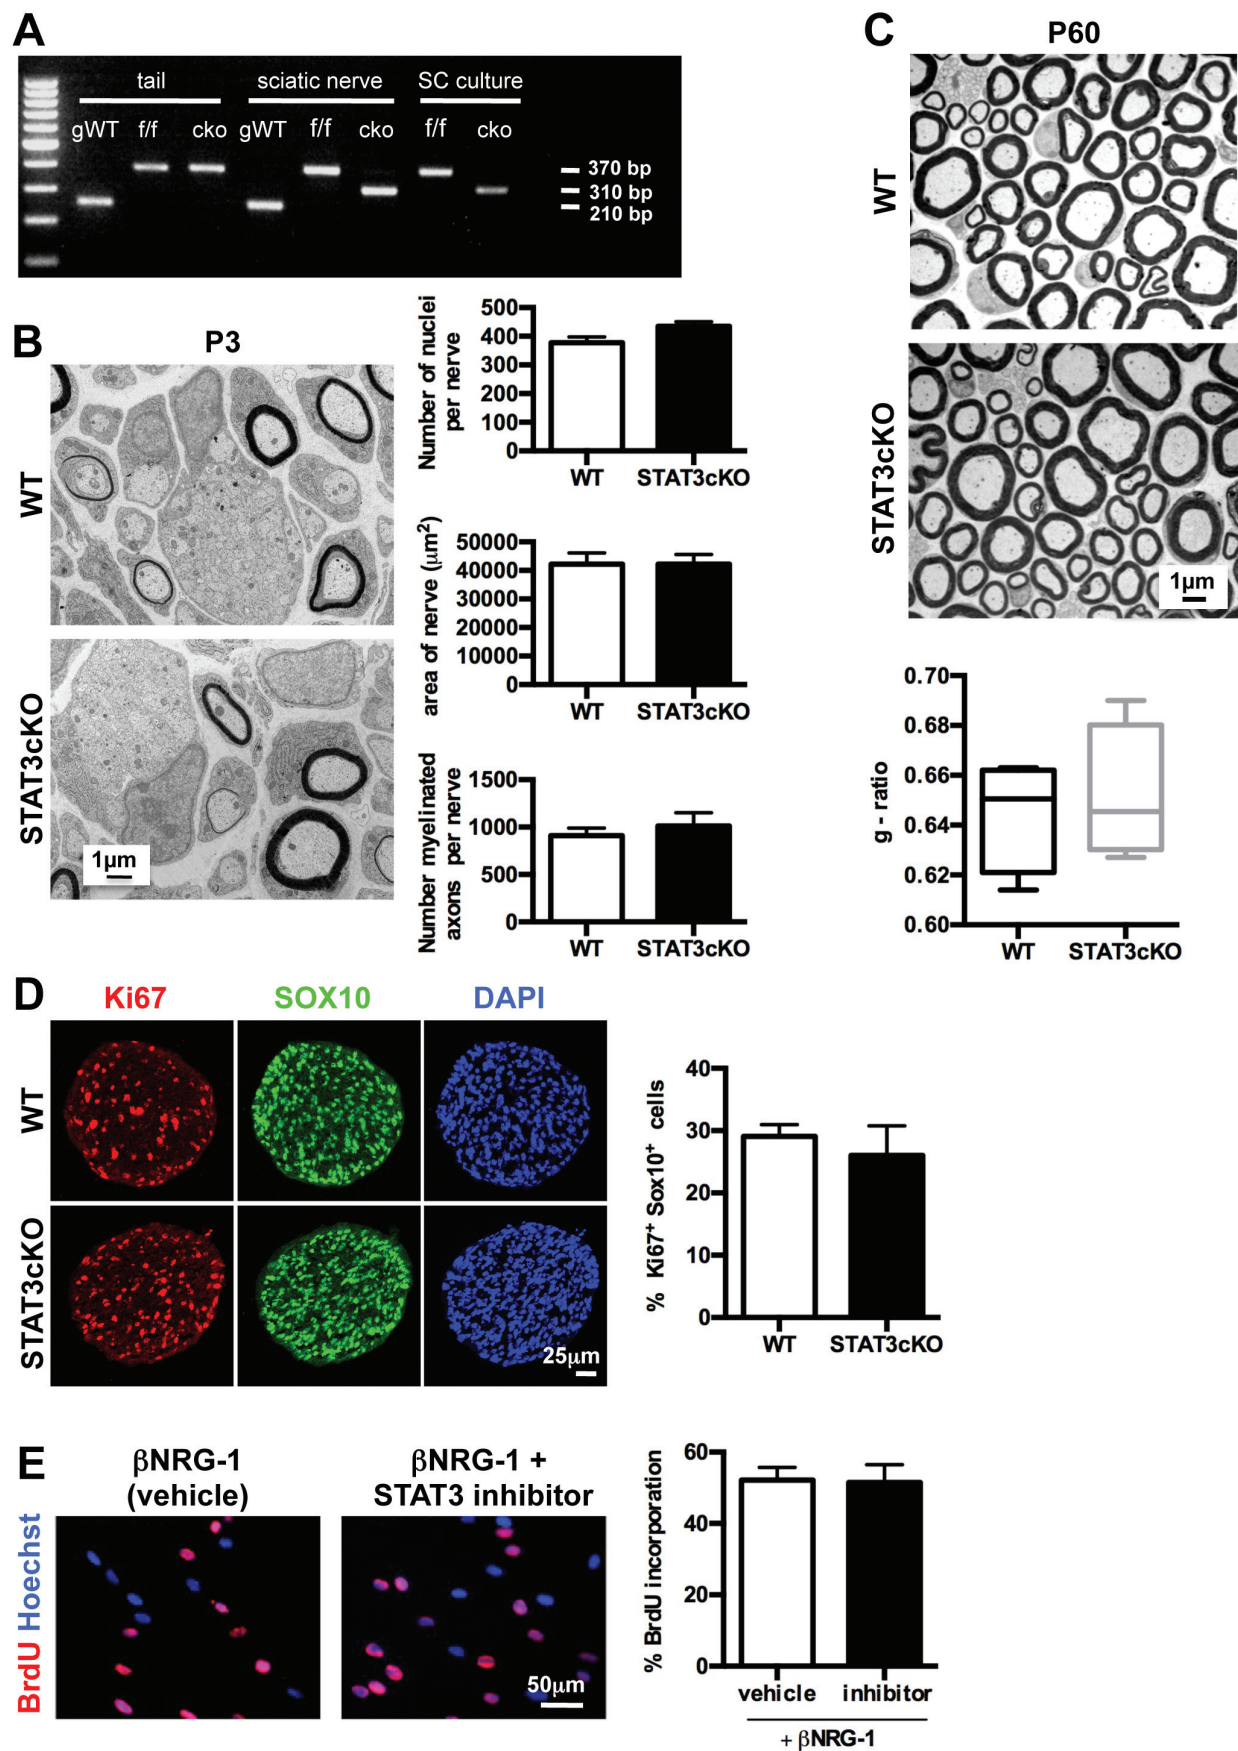 A
tail
sciatic nerve
SC culture
gWT
f/f
cko
gWT
f/f
cko
f/f
cko
370 bp
310 bp
210 bp
B
P3
WT
STAT3cKO
1μm
Number of nuclei
per nerve
500
400
300
200
100
0
WT
STAT3cKO
area of nerve (μm²)
50000
40000
30000
20000
10000
0
WT
STAT3cKO
Number myelinated
axons per nerve
1500
1000
500
0
WT
STAT3cKO
C
P60
WT
STAT3cKO
1μm
g - ratio
0.70
0.68
0.66
0.64
0.62
0.60
WT
STAT3cKO
D
Ki67
SOX10
DAPI
WT
STAT3cKO
25μm
% Ki67⁺ Sox10⁺ cells
40
30
20
10
0
WT
STAT3cKO
E
βNRG-1
(vehicle)
βNRG-1 +
STAT3 inhibitor
BrdU Hoechst
50μm
% BrdU incorporation
60
40
20
0
vehicle
inhibitor
+ βNRG-1